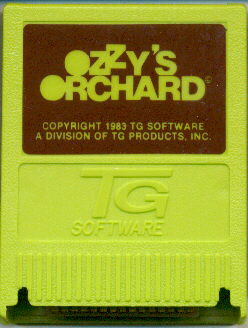 OZZY'S
ORCHARD©
COPYRIGHT 1983 TG SOFTWARE
A DIVISION OF TG PRODUCTS, INC.
TG
SOFTWARE